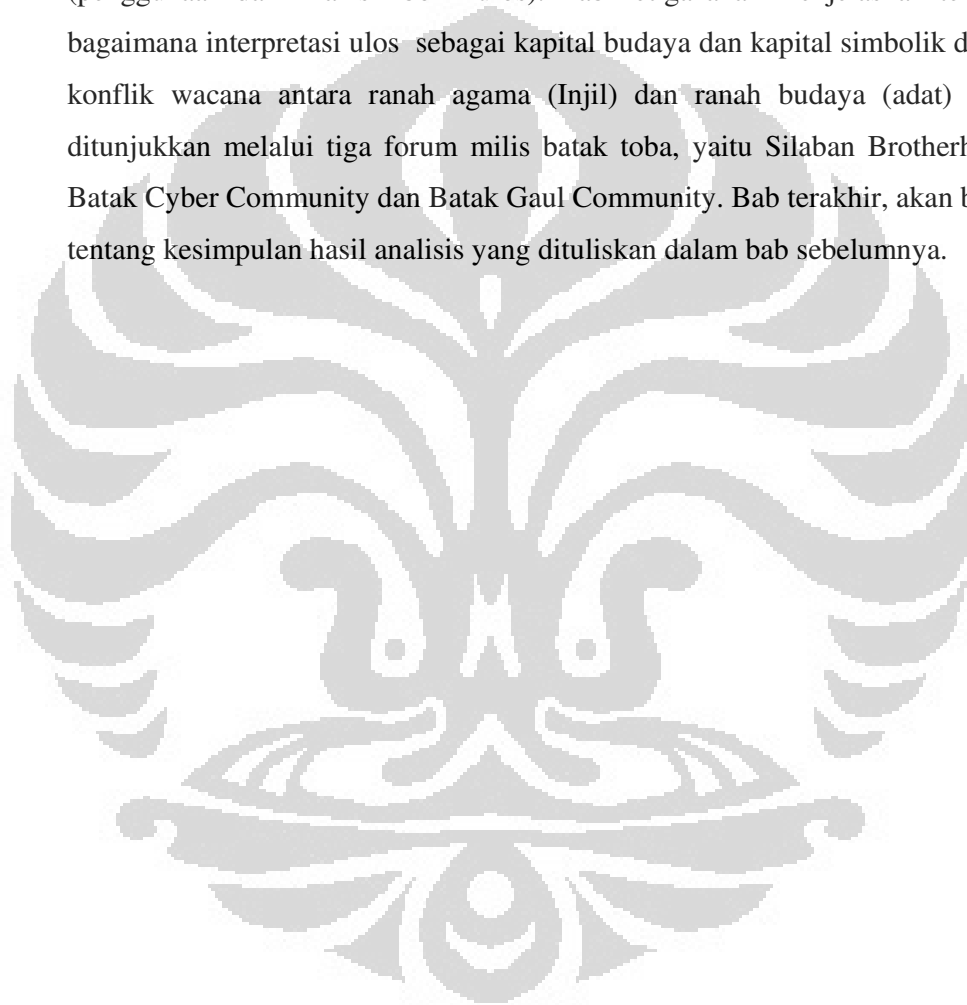 bagaimana interpretasi ulos sebagai kapital budaya dan kapital simbolik
konflik wacana antara ranah agama (Injil) dan ranah budaya (adat)
ditunjukkan melalui tiga forum milis batak toba, yaitu Silaban
Batak Cyber Community dan Batak Gaul Community. Bab terakhir, akan
tentang kesimpulan hasil analisis yang dituliskan dalam bab sebelumnya.